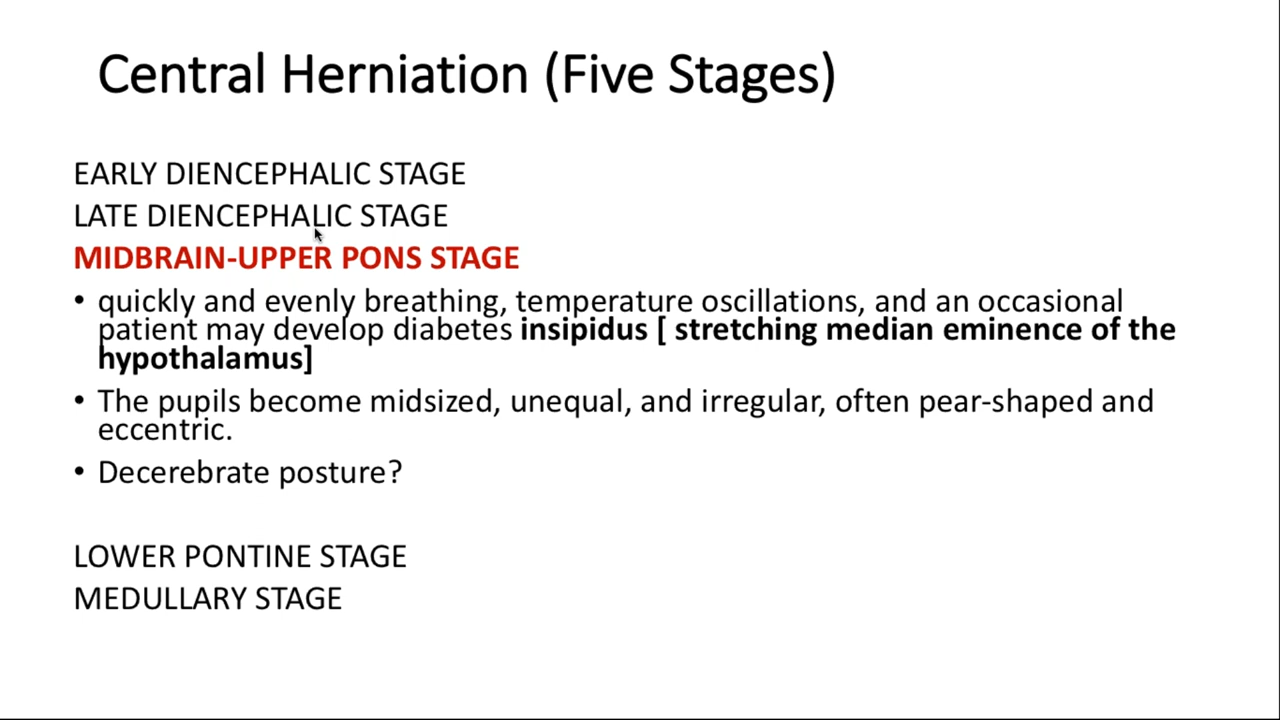 Central Herniation (Five Stages)
EARLY DIENCEPHALIC STAGE
LATE DIENCEPHALIC STAGE
MIDBRAIN-UPPER PONS STAGE
• quickly and evenly breathing, temperature oscillations, and an occasional
patient may develop diabetes insipidus [ stretching median eminence of the
hypothalamus]
• The pupils become midsized, unequal, and irregular, often pear-shaped and
eccentric.
• Decerebrate posture?
LOWER PONTINE STAGE
MEDULLARY STAGE